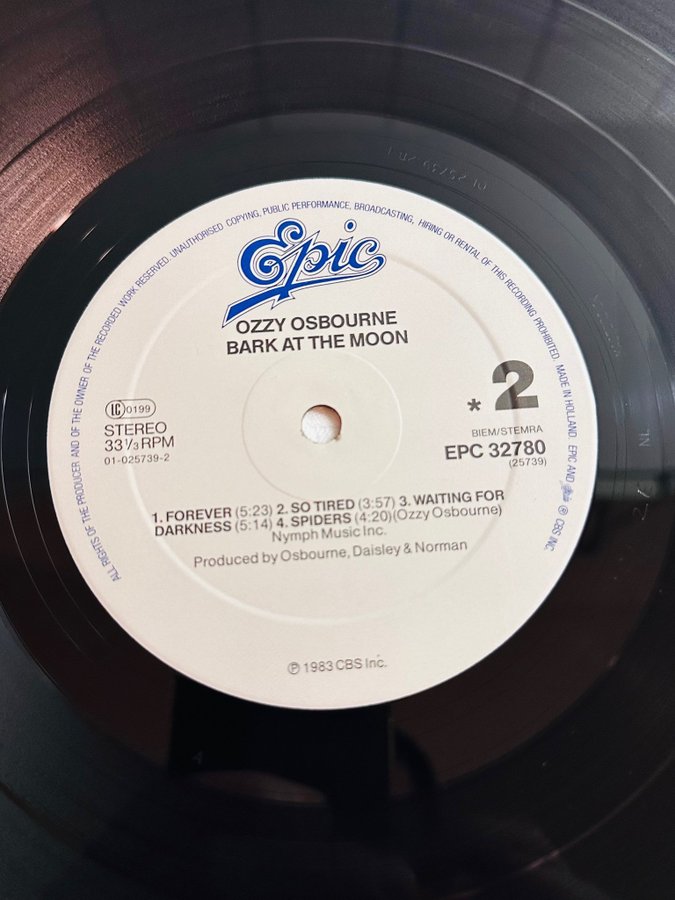 ALL RIGHTS OF THE PRODUCER AND OF THE OWNER OF THE RECORDED WORK RESERVED. UNAUTHORISED COPYING, PUBLIC PERFORMANCE, BROADCASTING, HIRING OR RENTAL OF THIS RECORDING PROHIBITED. MADE IN HOLLAND. EPIC AND ℗ CBS INC.
Epic
OZZY OSBOURNE
BARK AT THE MOON
LC 0199
STEREO
33 1/3 RPM
01-025739-2
* 2
BIEM/STEMRA
EPC 32780
(25739)
1. FOREVER (5:23) 2. SO TIRED (3:57) 3. WAITING FOR
DARKNESS (5:14) 4. SPIDERS (4:20) (Ozzy Osbourne)
Nymph Music Inc.
Produced by Osbourne, Daisley & Norman
℗ 1983 CBS Inc.
NL